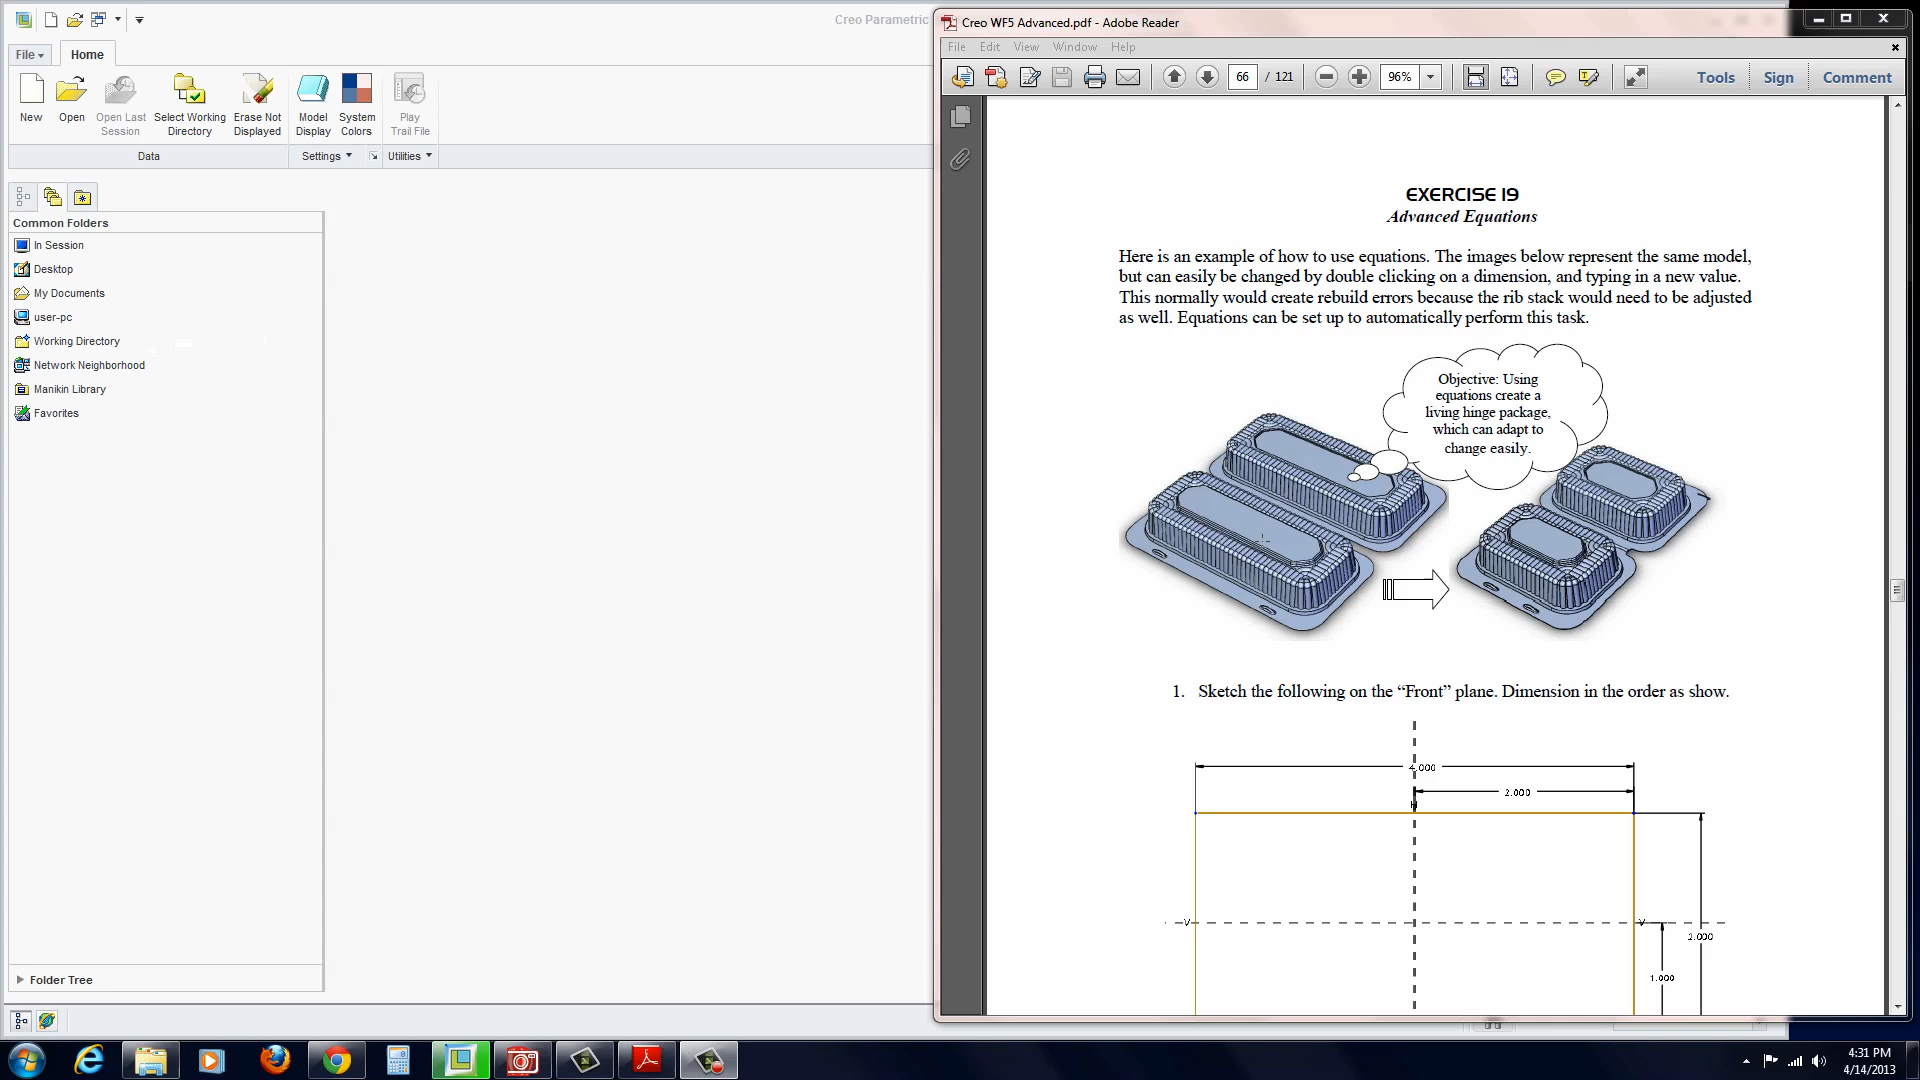 Creo Parametric
File
Home
New
Open
Open Last
Session
Select Working
Directory
Erase Not
Displayed
Model
Display
System
Colors
Play
Trail File
Data
Settings
Utilities
Common Folders
In Session
Desktop
My Documents
user-pc
Working Directory
Network Neighborhood
Manikin Library
Favorites
Folder Tree
Creo WF5 Advanced.pdf - Adobe Reader
File Edit View Window Help
66 / 121
96%
Tools Sign Comment
EXERCISE 19
Advanced Equations
Here is an example of how to use equations. The images below represent the same model,
but can easily be changed by double clicking on a dimension, and typing in a new value.
This normally would create rebuild errors because the rib stack would need to be adjusted
as well. Equations can be set up to automatically perform this task.
Objective: Using
equations create a
living hinge package,
which can adapt to
change easily.
1. Sketch the following on the “Front” plane. Dimension in the order as show.
4.000
2.000
H
V
V
2.000
1.000
4:31 PM
4/14/2013